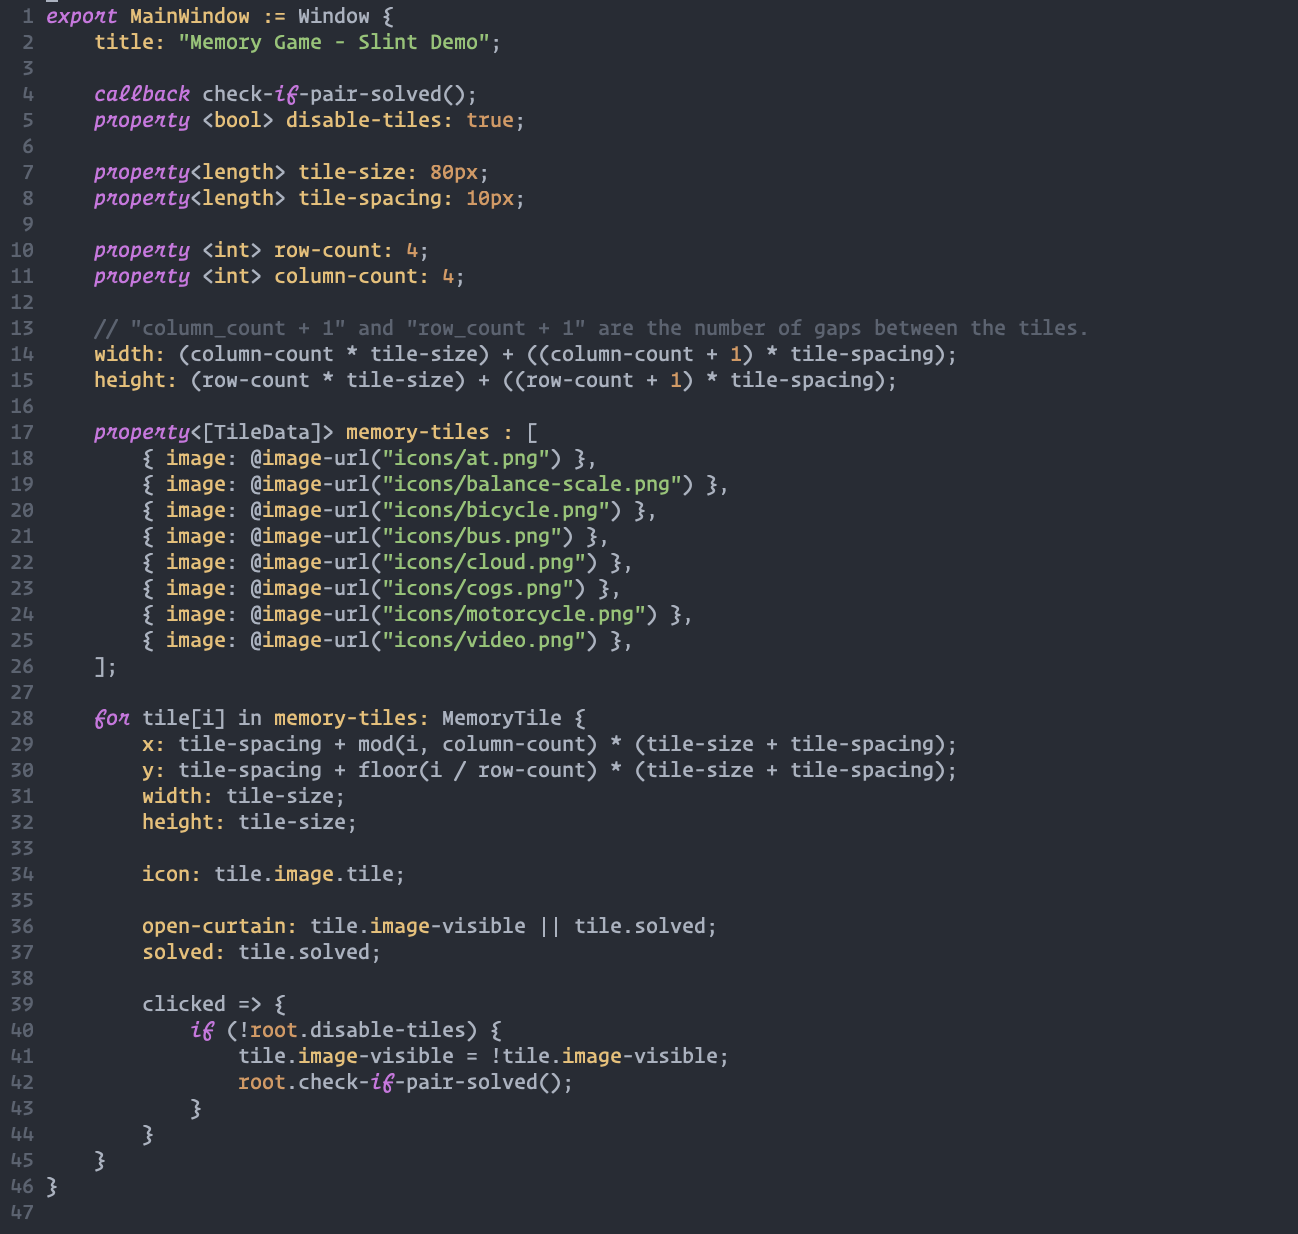 1 export MainWindow := Window {
2     title: "Memory Game - Slint Demo";
3
4     callback check-if-pair-solved();
5     property <bool> disable-tiles: true;
6
7     property<length> tile-size: 80px;
8     property<length> tile-spacing: 10px;
9
10     property <int> row-count: 4;
11     property <int> column-count: 4;
12
13     // "column_count + 1" and "row_count + 1" are the number of gaps between the tiles.
14     width: (column-count * tile-size) + ((column-count + 1) * tile-spacing);
15     height: (row-count * tile-size) + ((row-count + 1) * tile-spacing);
16
17     property<[TileData]> memory-tiles : [
18         { image: @image-url("icons/at.png") },
19         { image: @image-url("icons/balance-scale.png") },
20         { image: @image-url("icons/bicycle.png") },
21         { image: @image-url("icons/bus.png") },
22         { image: @image-url("icons/cloud.png") },
23         { image: @image-url("icons/cogs.png") },
24         { image: @image-url("icons/motorcycle.png") },
25         { image: @image-url("icons/video.png") },
26     ];
27
28     for tile[i] in memory-tiles: MemoryTile {
29         x: tile-spacing + mod(i, column-count) * (tile-size + tile-spacing);
30         y: tile-spacing + floor(i / row-count) * (tile-size + tile-spacing);
31         width: tile-size;
32         height: tile-size;
33
34         icon: tile.image.tile;
35
36         open-curtain: tile.image-visible || tile.solved;
37         solved: tile.solved;
38
39         clicked => {
40             if (!root.disable-tiles) {
41                 tile.image-visible = !tile.image-visible;
42                 root.check-if-pair-solved();
43             }
44         }
45     }
46 }
47